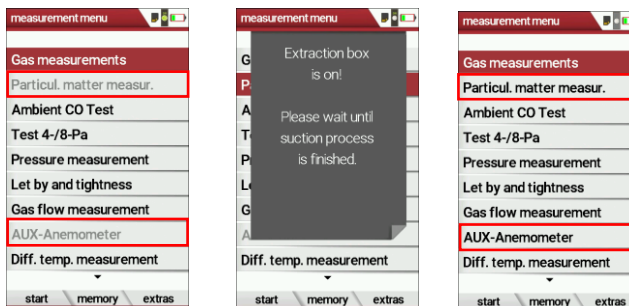 measurement menu
Gas measurements
Particul. matter measur.
Ambient CO Test
Test 4-/8-Pa
Pressure measurement
Let by and tightness
Gas flow measurement
AUX-Anemometer
Diff. temp. measurement
start memory extras
measurement menu
G
P
A
T
P
L
G
A
Extraction box
is on!
Please wait until
suction process
is finished.
Diff. temp. measurement
start memory extras
measurement menu
Gas measurements
Particul. matter measur.
Ambient CO Test
Test 4-/8-Pa
Pressure measurement
Let by and tightness
Gas flow measurement
AUX-Anemometer
Diff. temp. measurement
start memory extras